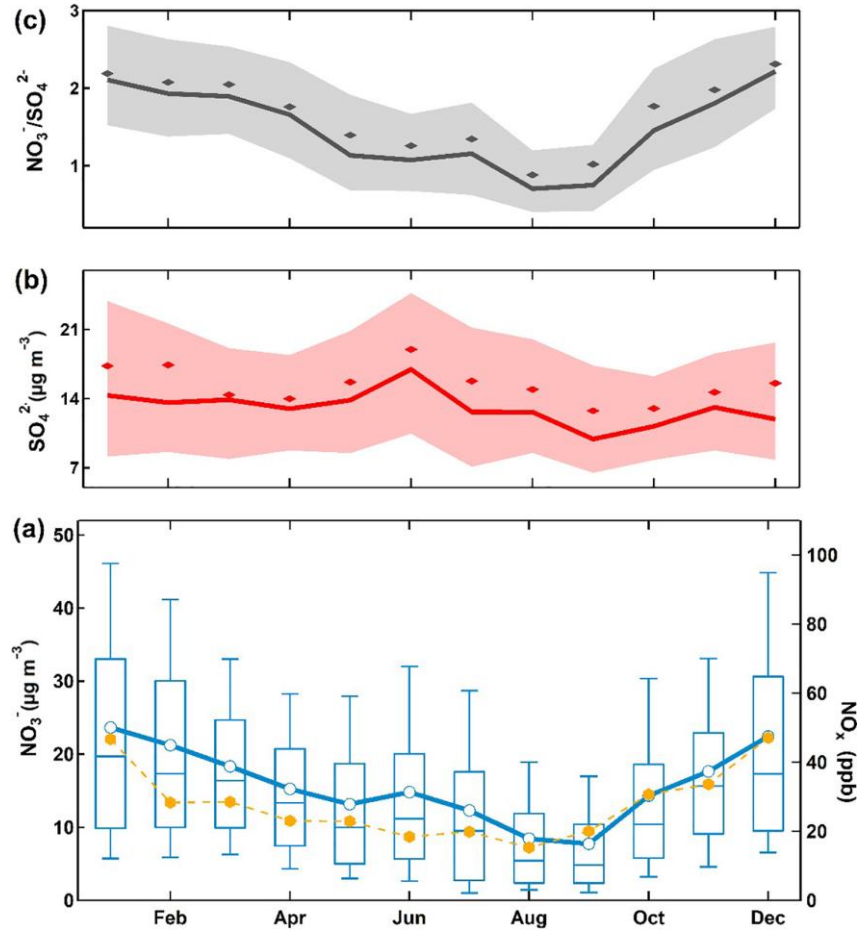 (c)
3
2
1
NO₃⁻/SO₄²⁻
(b)
21
14
7
SO₄²⁻(µg m⁻³)
(a)
50
40
30
20
10
0
NO₃⁻(µg m⁻³)
100
80
60
40
20
0
NOₓ (ppb)
Feb Apr Jun Aug Oct Dec